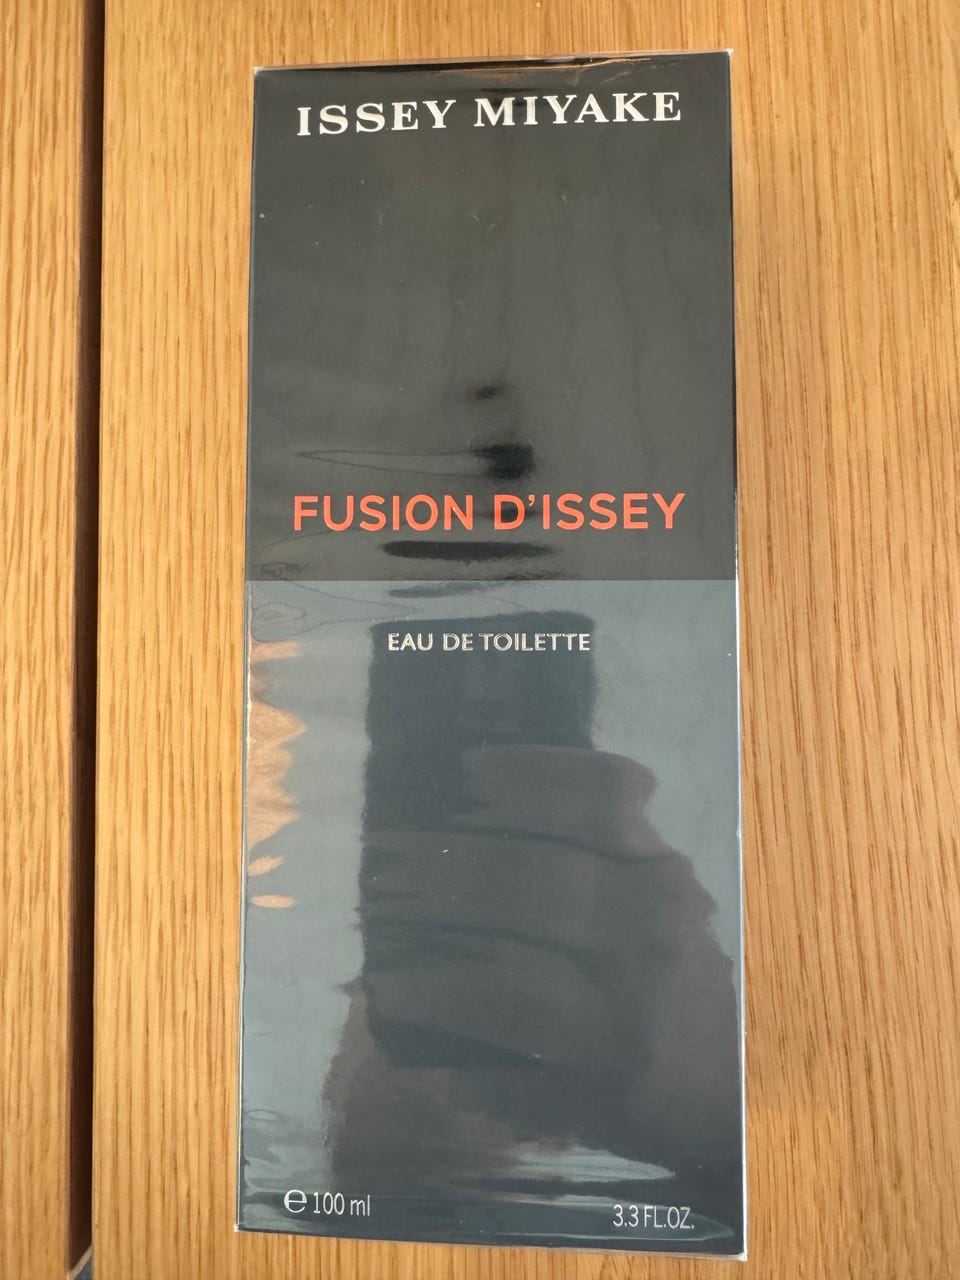 ISSEY MIYAKE
FUSION D'ISSEY
EAU DE TOILETTE
℮ 100 ml
3.3 FL.OZ.